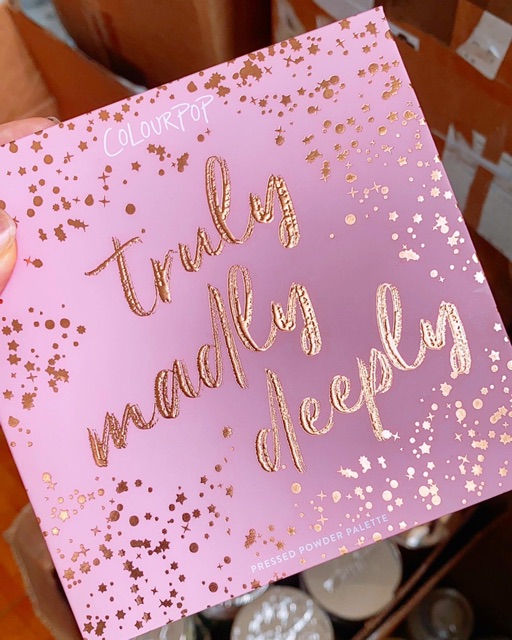 COLOURPOP
truly
madly
deeply
PRESSED POWDER PALETTE